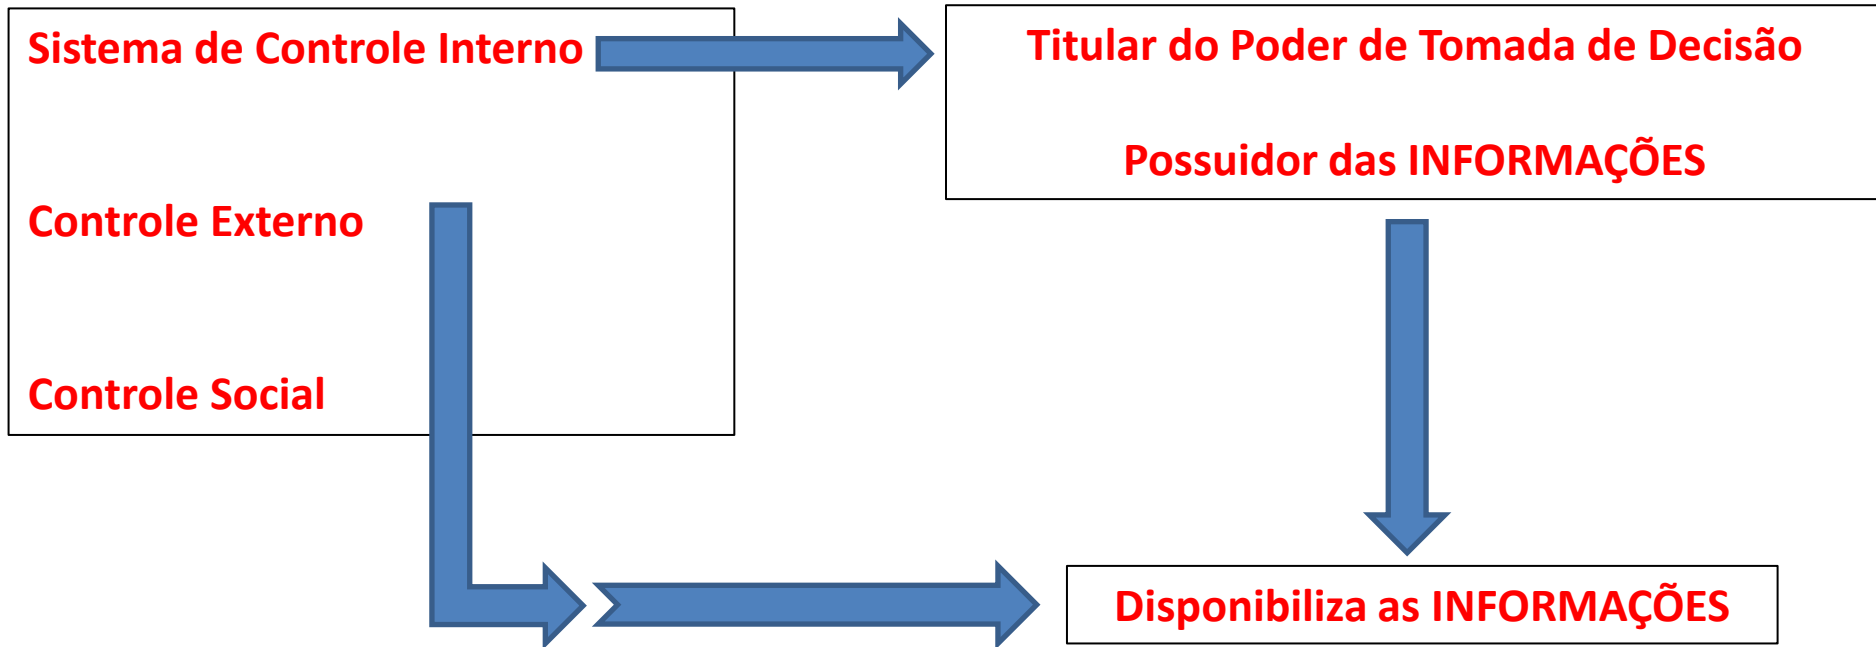 Sistema de Controle Interno
Controle Externo
Controle Social
Titular do Poder de Tomada de Decisão
Possuidor das INFORMAÇÕES
Disponibiliza as INFORMAÇÕES